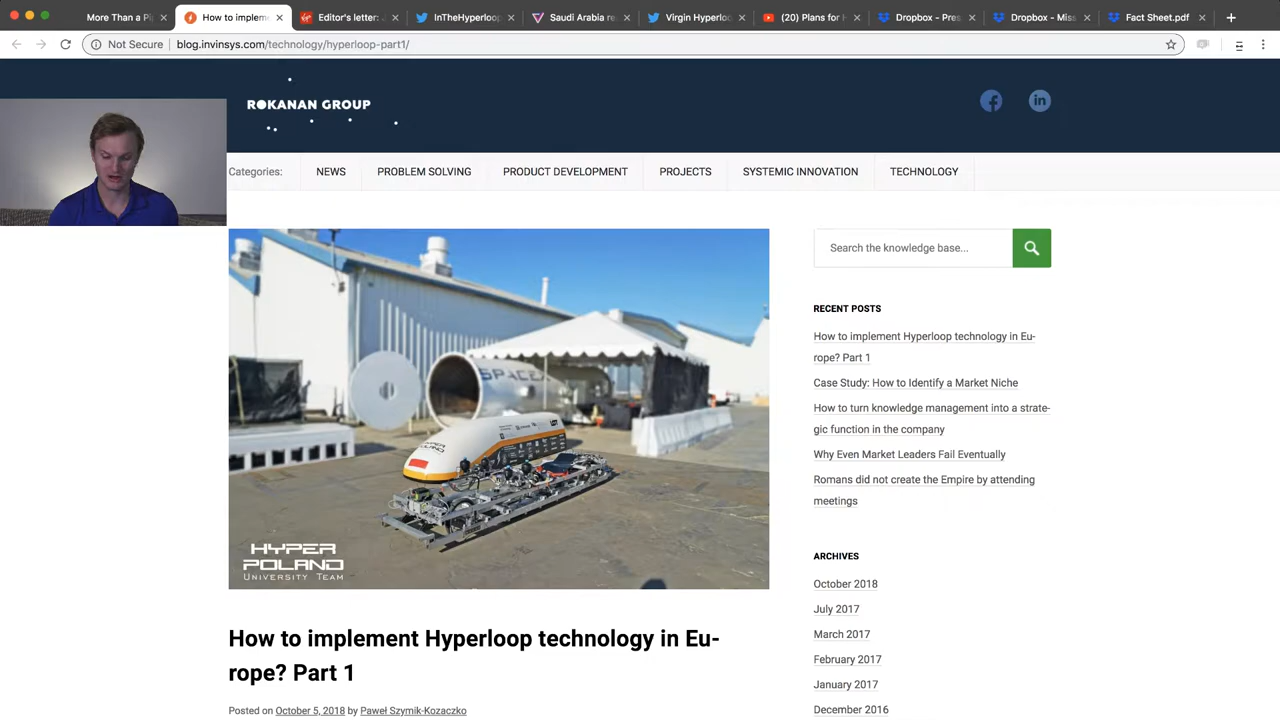 More Than a Pi
How to implem
Editor's letter:
InTheHyperloop
Saudi Arabia re
Virgin Hyperlo
(20) Plans for
Dropbox - Pres
Dropbox - Miss
Fact Sheet.pdf
Not Secure
blog.invinsys.com/technology/hyperloop-part1/
ROKANAN GROUP
Categories:
NEWS
PROBLEM SOLVING
PRODUCT DEVELOPMENT
PROJECTS
SYSTEMIC INNOVATION
TECHNOLOGY
SPACEX
HYPER
POLAND
LOT
HYPER
POLAND
UNIVERSITY TEAM
How to implement Hyperloop technology in Eu-
rope? Part 1
Posted on October 5, 2018 by Paweł Szymik-Kozaczko
Search the knowledge base...
RECENT POSTS
How to implement Hyperloop technology in Eu-
rope? Part 1
Case Study: How to Identify a Market Niche
How to turn knowledge management into a strate-
gic function in the company
Why Even Market Leaders Fail Eventually
Romans did not create the Empire by attending
meetings
ARCHIVES
October 2018
July 2017
March 2017
February 2017
January 2017
December 2016